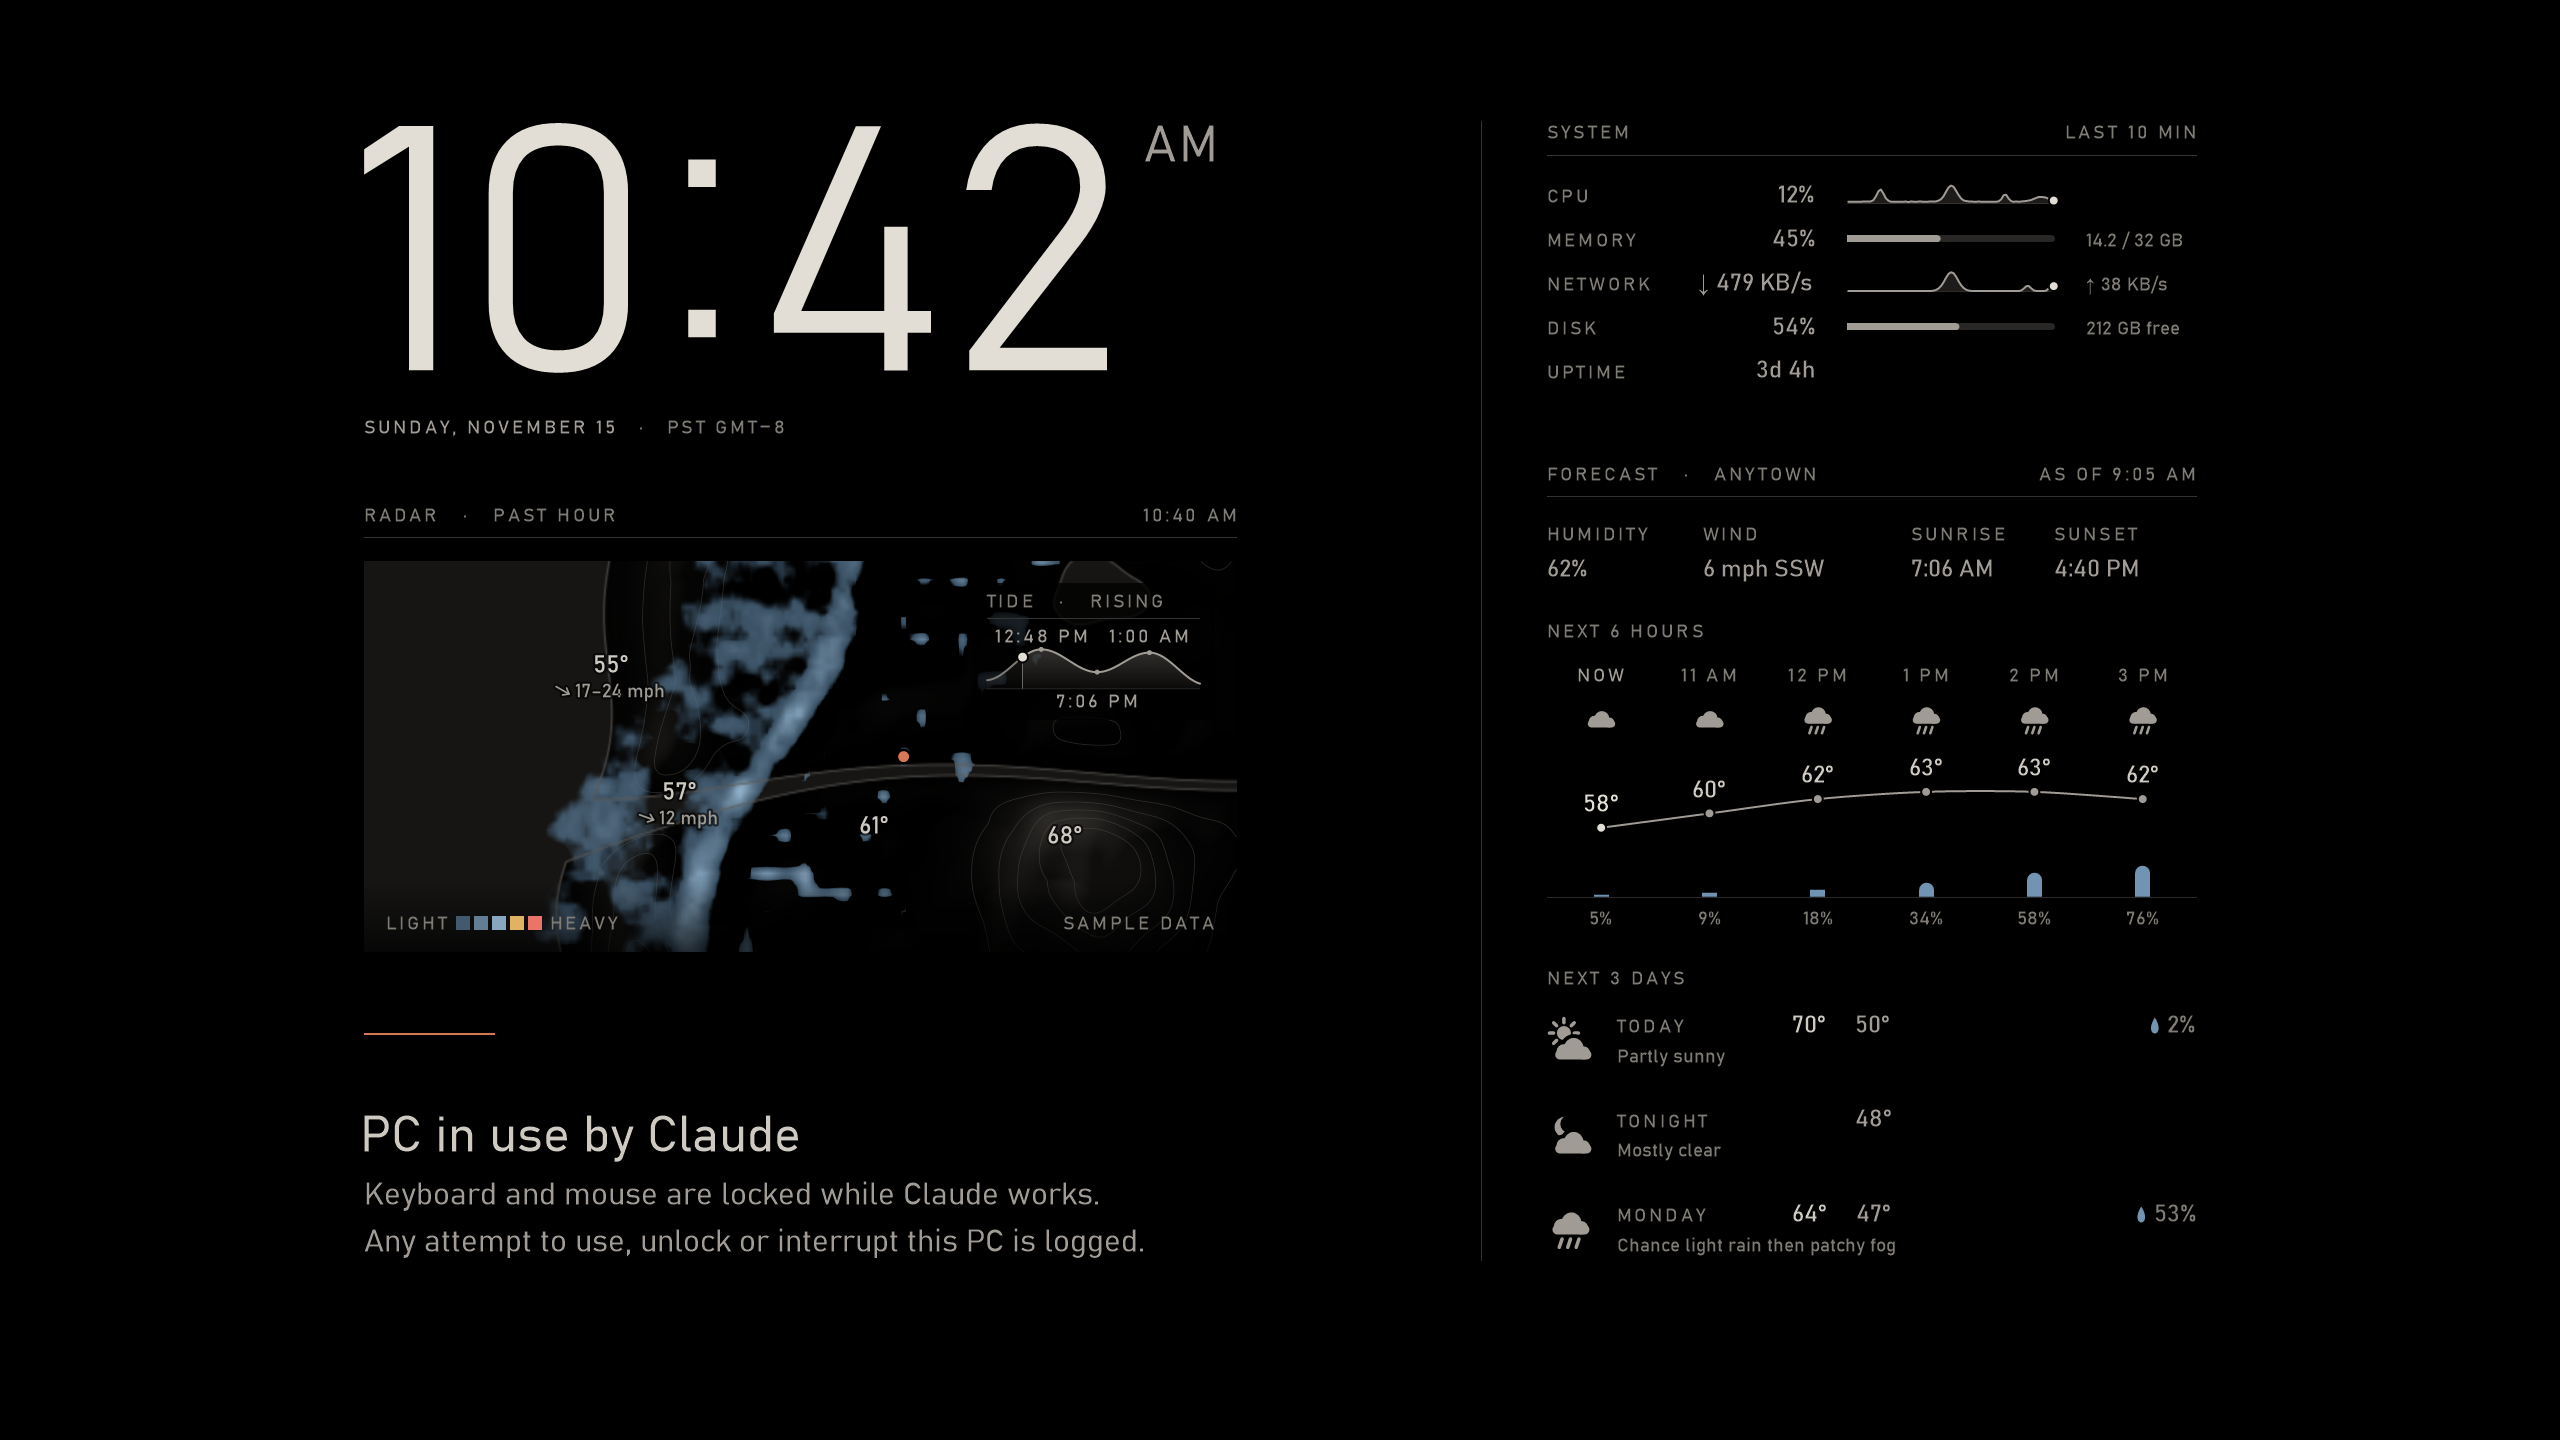 10:42 AM
SUNDAY, NOVEMBER 15 · PST GMT−8
RADAR · PAST HOUR 10:40 AM
TIDE · RISING
12:48 PM 1:00 AM
7:06 PM
55°
17–24 mph
57°
12 mph
61°
68°
LIGHT HEAVY
SAMPLE DATA
PC in use by Claude
Keyboard and mouse are locked while Claude works.
Any attempt to use, unlock or interrupt this PC is logged.
SYSTEM LAST 10 MIN
CPU 12%
MEMORY 45% 14.2 / 32 GB
NETWORK ↓ 479 KB/s ↑ 38 KB/s
DISK 54% 212 GB free
UPTIME 3d 4h
FORECAST · ANYTOWN AS OF 9:05 AM
HUMIDITY WIND SUNRISE SUNSET
62% 6 mph SSW 7:06 AM 4:40 PM
NEXT 6 HOURS
NOW 11 AM 12 PM 1 PM 2 PM 3 PM
58° 60° 62° 63° 63° 62°
5% 9% 18% 34% 58% 76%
NEXT 3 DAYS
TODAY 70° 50° 2%
Partly sunny
TONIGHT 48°
Mostly clear
MONDAY 64° 47° 53%
Chance light rain then patchy fog